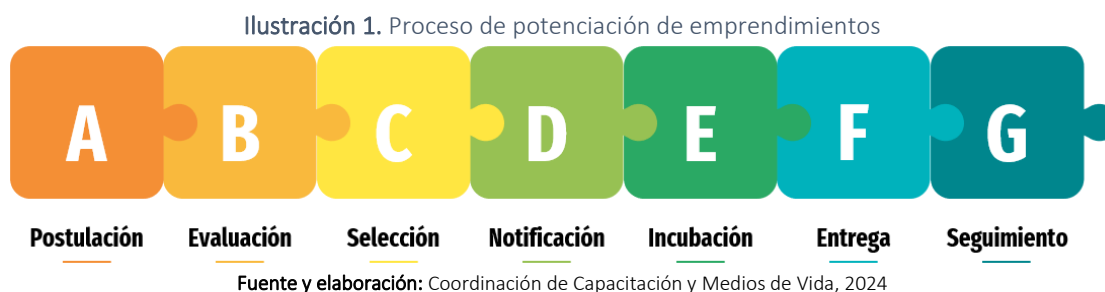 Ilustración 1. Proceso de potenciación de emprendimientos
A B C D E F G
Postulación Evaluación Selección Notificación Incubación Entrega Seguimiento
Fuente y elaboración: Coordinación de Capacitación y Medios de Vida, 2024